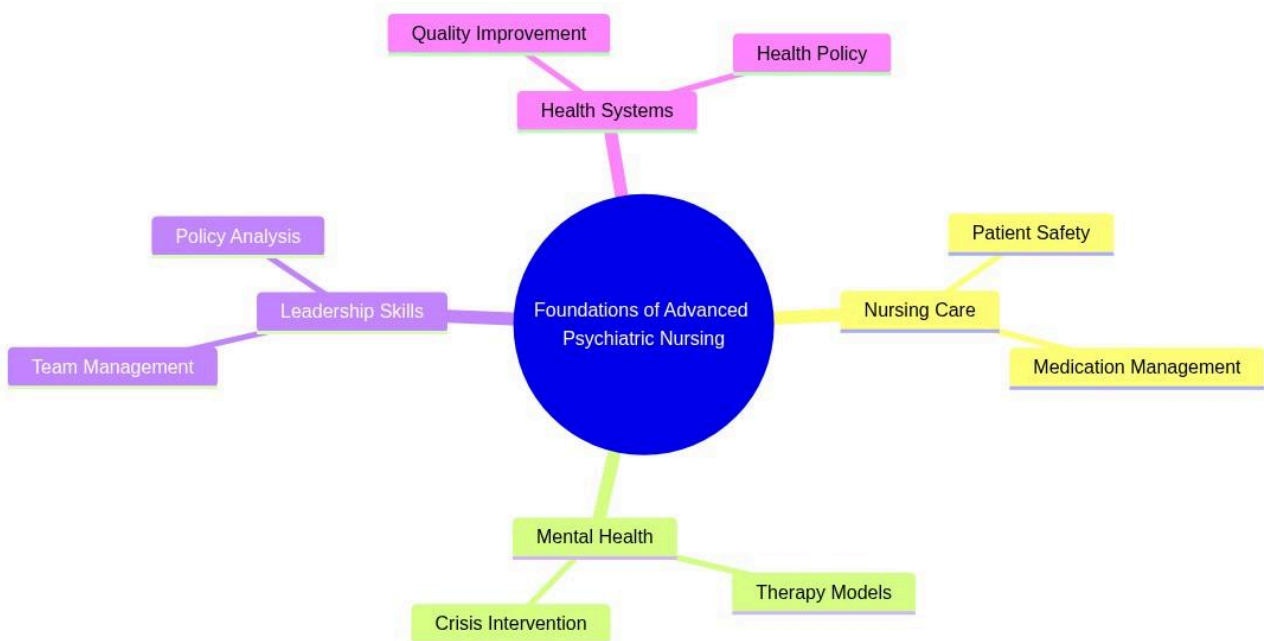 Quality Improvement
Health Policy
Health Systems
Policy Analysis
Patient Safety
Leadership Skills
Foundations of Advanced
Psychiatric Nursing
Nursing Care
Team Management
Medication Management
Mental Health
Therapy Models
Crisis Intervention